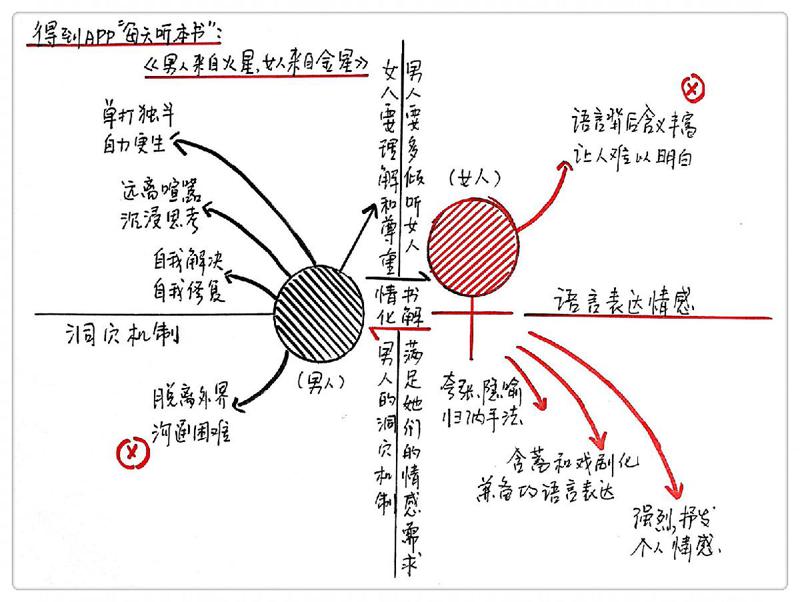 得到APP"每天听本书":
《男人来自火星,女人来自金星》
单打独斗
自力更生
远离喧嚣
沉浸思考
自我解决
自我修复
洞穴机制
(男人)
脱离外界
沟通困难
X
女人要理解和尊重
男人的洞穴机制
男人要多倾听女人
满足她们的情感需求
情书
化解
(女人)
语言背后含义丰富
让人难以明白
X
语言表达情感
夸张、隐喻
归纳手法
含蓄和戏剧化
兼备的语言表达
强烈,抒发
个人情感.